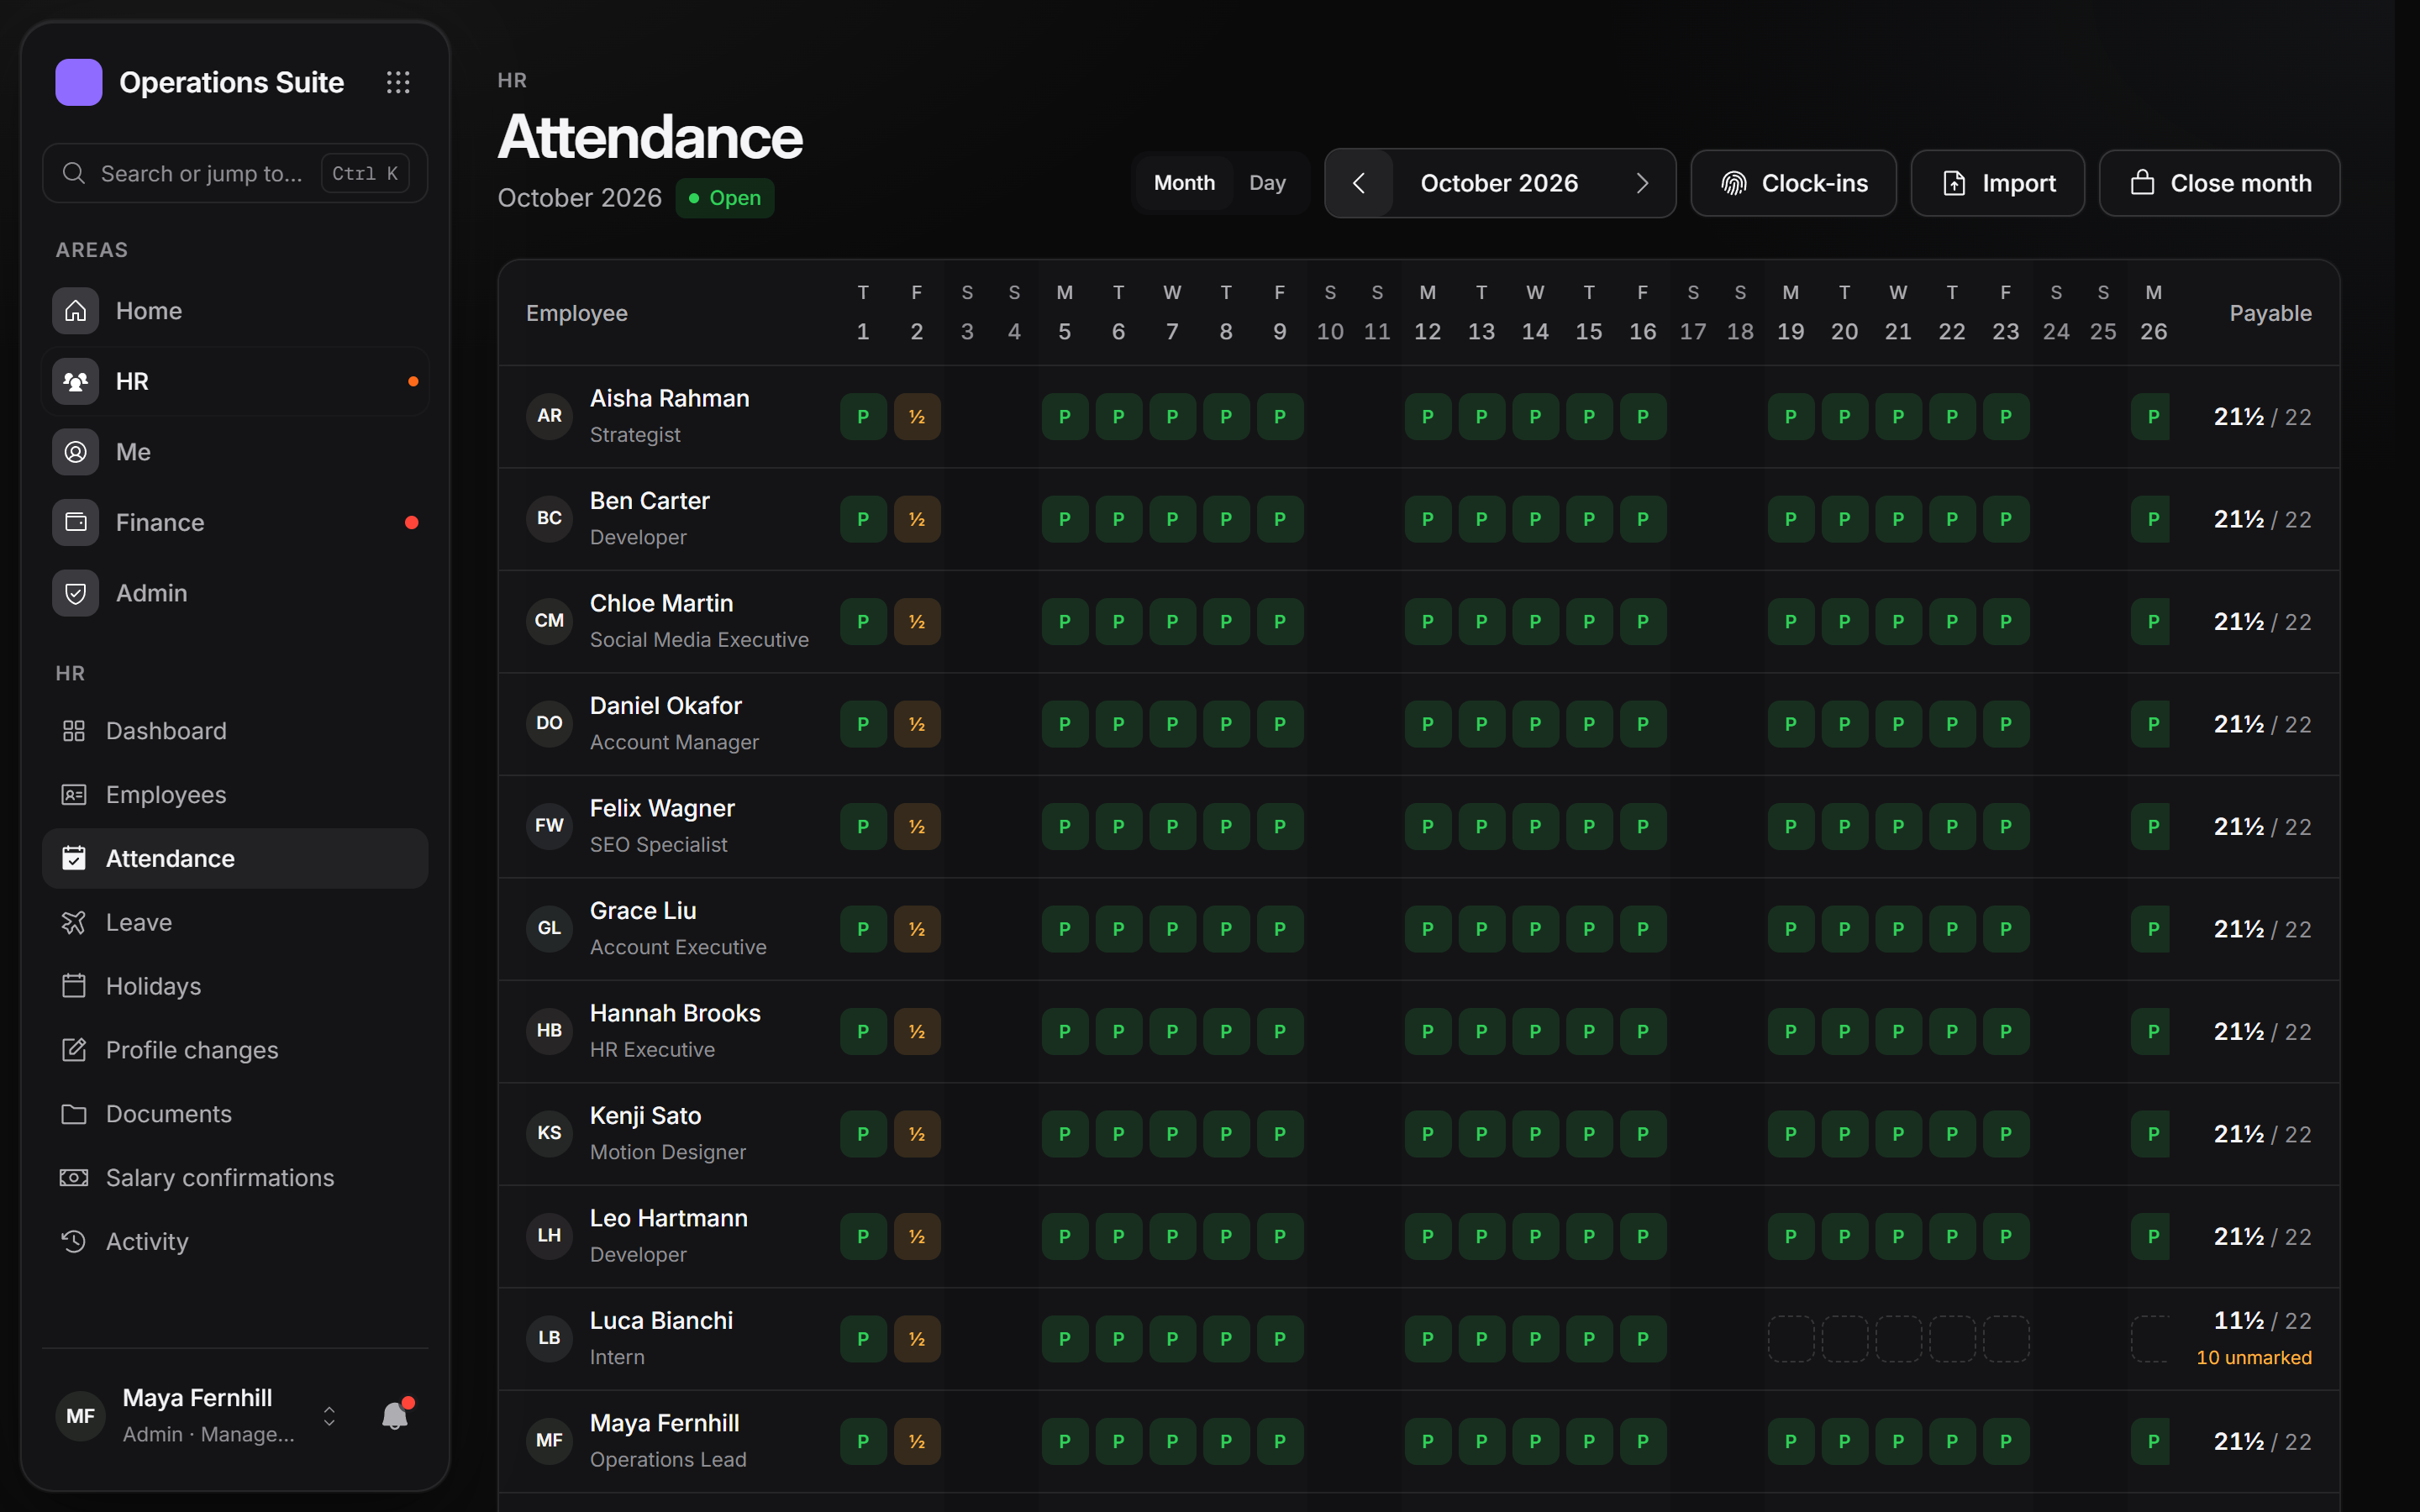 Operations Suite
Search or jump to... Ctrl K
AREAS
Home
HR
Me
Finance
Admin
HR
Dashboard
Employees
Attendance
Leave
Holidays
Profile changes
Documents
Salary confirmations
Activity
MF Maya Fernhill
Admin · Manage...
HR
Attendance
October 2026 Open
Month Day October 2026 Clock-ins Import Close month
T F S S M T W T F S S M T W T F S S M T W T F S S M
Employee Payable
1 2 3 4 5 6 7 8 9 10 11 12 13 14 15 16 17 18 19 20 21 22 23 24 25 26
AR Aisha Rahman P ½ P P P P P P P P P P P P P P P P 21½ / 22
Strategist
BC Ben Carter P ½ P P P P P P P P P P P P P P P P 21½ / 22
Developer
CM Chloe Martin P ½ P P P P P P P P P P P P P P P P 21½ / 22
Social Media Executive
DO Daniel Okafor P ½ P P P P P P P P P P P P P P P P 21½ / 22
Account Manager
FW Felix Wagner P ½ P P P P P P P P P P P P P P P P 21½ / 22
SEO Specialist
GL Grace Liu P ½ P P P P P P P P P P P P P P P P 21½ / 22
Account Executive
HB Hannah Brooks P ½ P P P P P P P P P P P P P P P P 21½ / 22
HR Executive
KS Kenji Sato P ½ P P P P P P P P P P P P P P P P 21½ / 22
Motion Designer
LH Leo Hartmann P ½ P P P P P P P P P P P P P P P P 21½ / 22
Developer
LB Luca Bianchi P ½ P P P P P P P P P P 11½ / 22
Intern 10 unmarked
MF Maya Fernhill P ½ P P P P P P P P P P P P P P P P 21½ / 22
Operations Lead